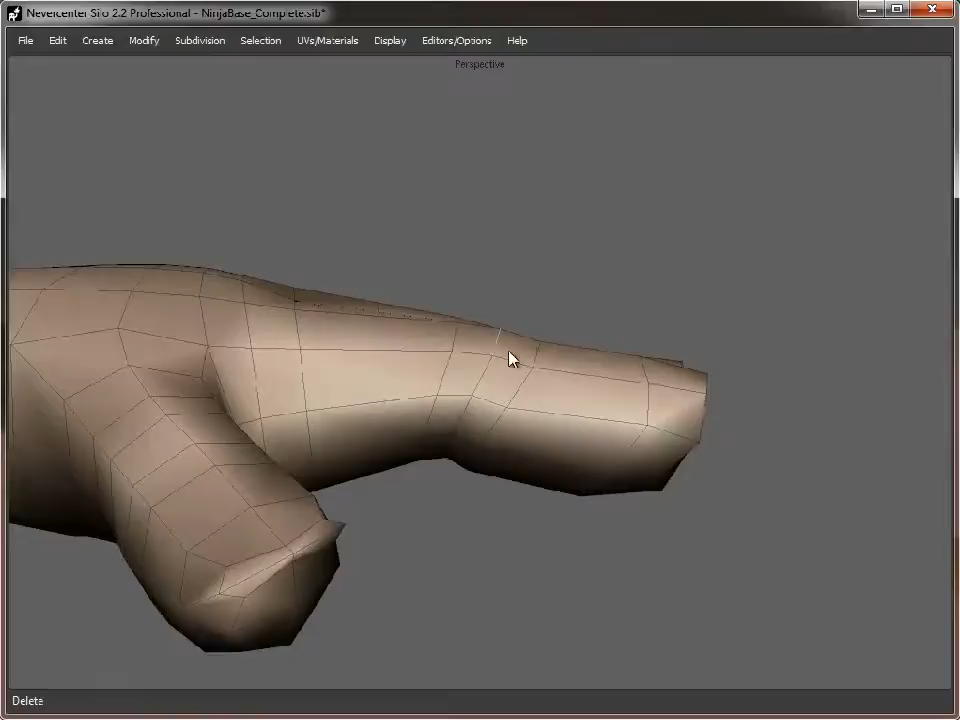 Nevercenter Silo 2.2 Professional - NinjaBase_Complete.sib*
File Edit Create Modify Subdivision Selection UVs/Materials Display Editors/Options Help
Perspective
Delete